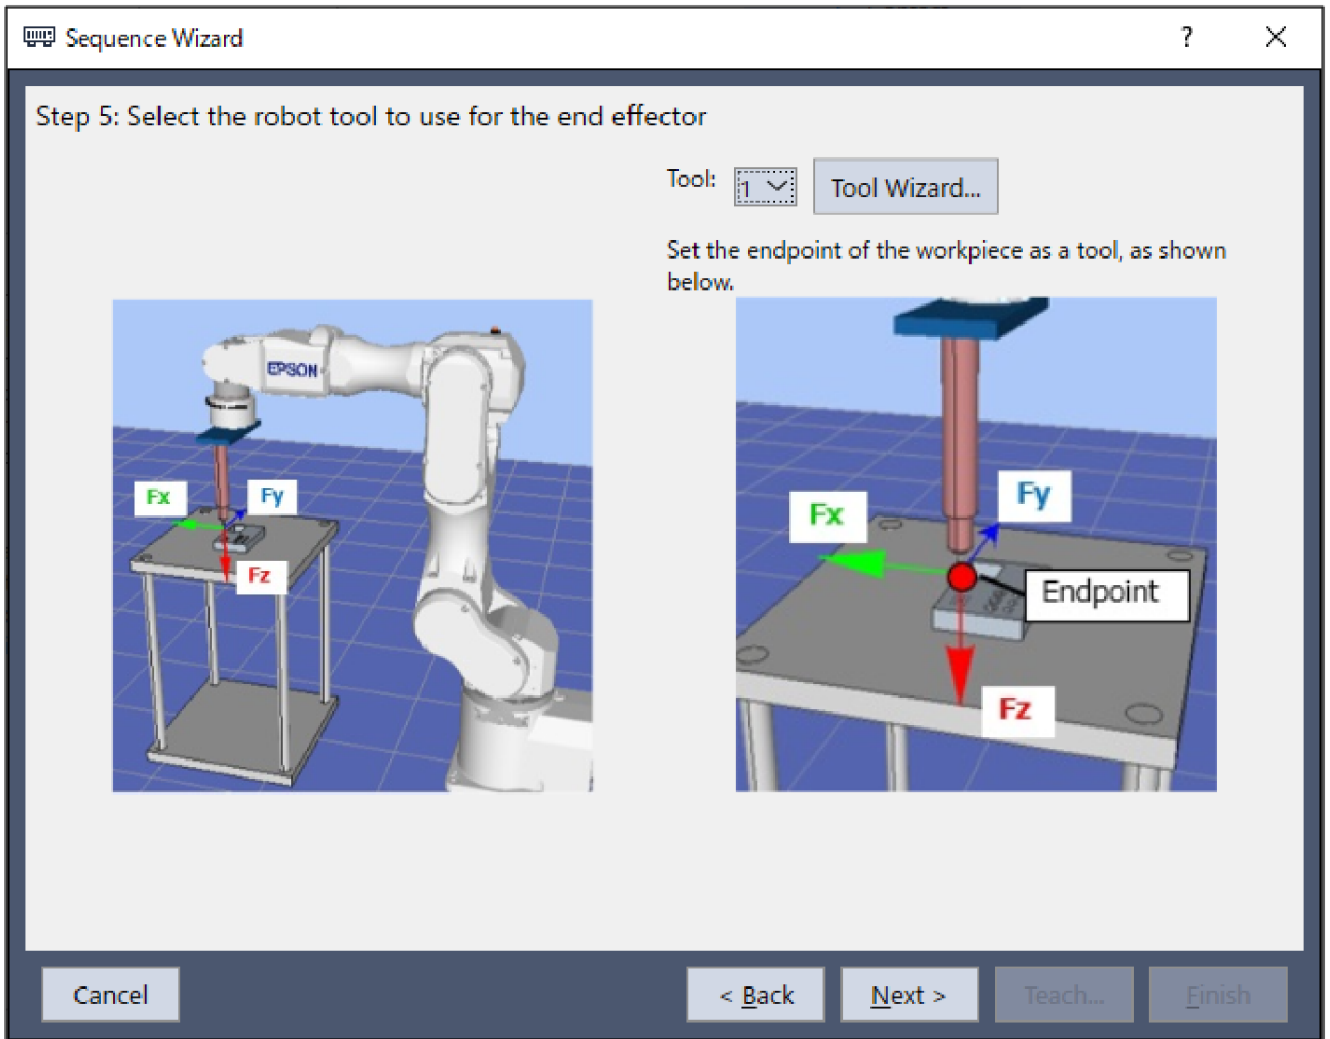 Sequence Wizard
?
Step 5: Select the robot tool to use for the end effector
Tool:
1
Tool Wizard...
Set the endpoint of the workpiece as a tool, as shown
below.
EPSON
Fx
Fy
Fz
Fx
Fy
Endpoint
Fz
Cancel
< Back
Next >
Teach...
Finish